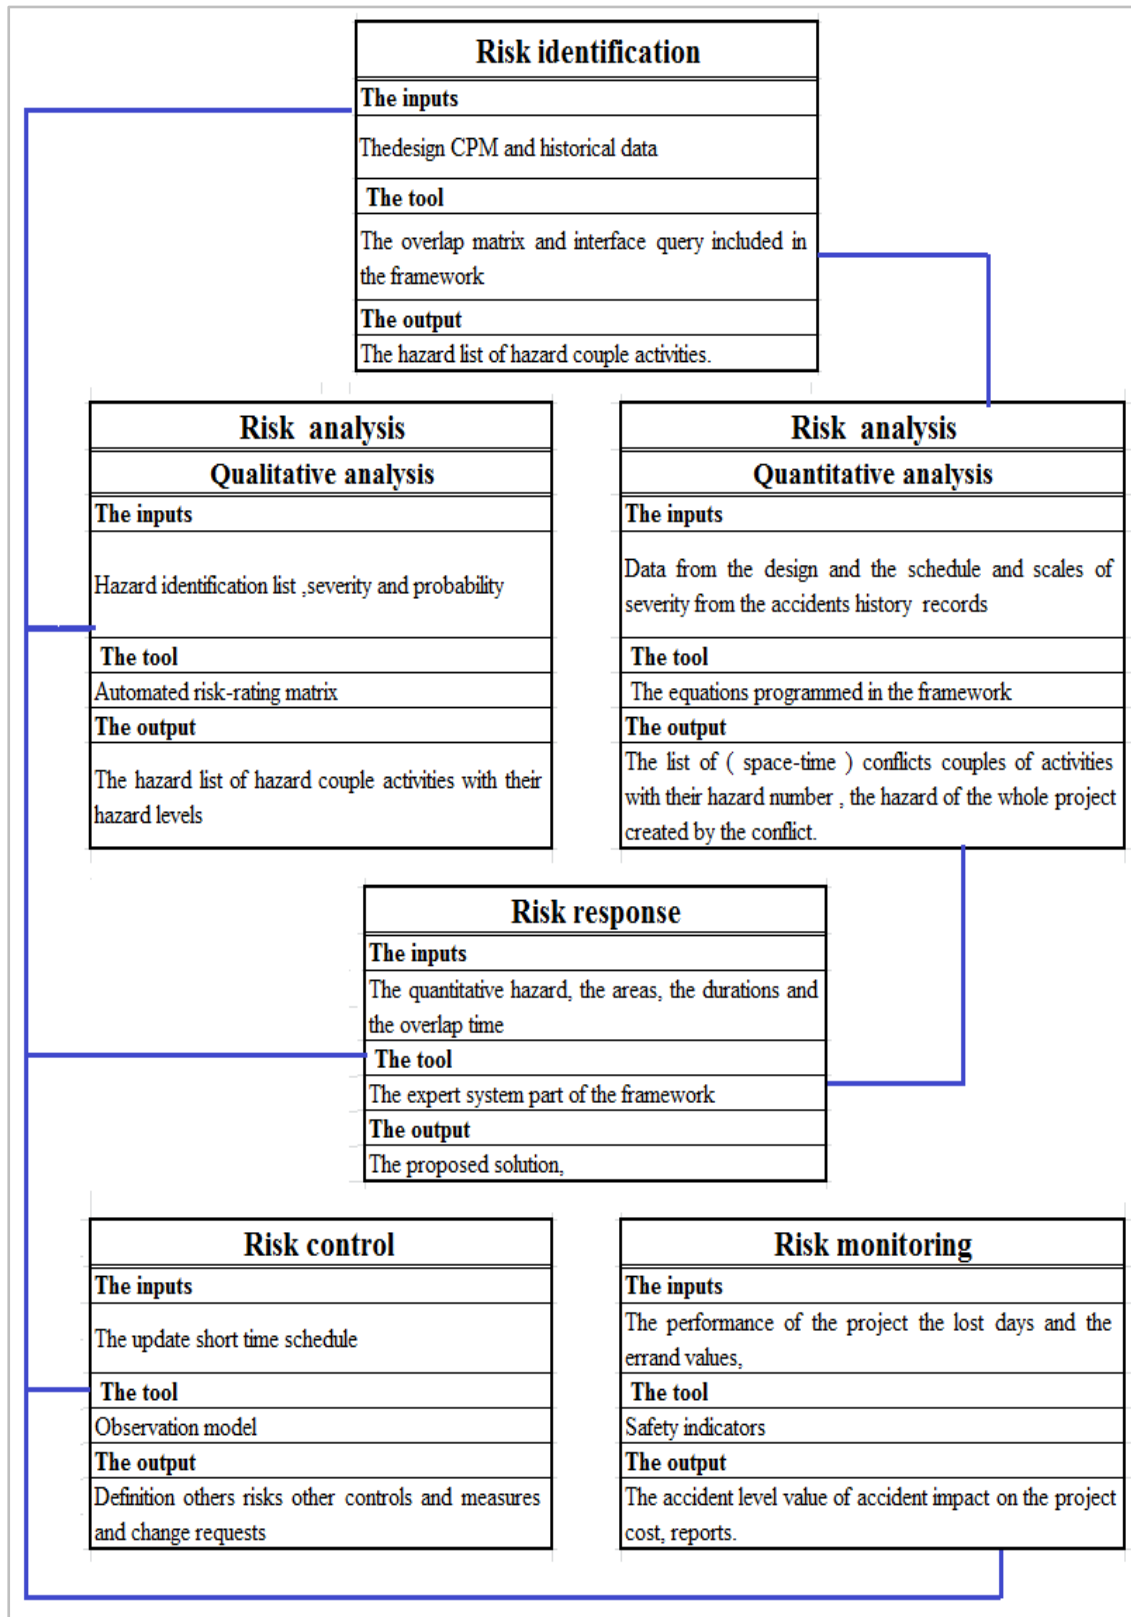 Risk identification
The inputs
Thedesign CPM and historical data
The tool
The overlap matrix and interface query included in
the framework
The output
The hazard list of hazard couple activities.
Risk analysis
Qualitative analysis
The inputs
Hazard identification list ,severity and probability
The tool
Automated risk-rating matrix
The output
The hazard list of hazard couple activities with their
hazard levels
Risk analysis
Quantitative analysis
The inputs
Data from the design and the schedule and scales of
severity from the accidents history records
The tool
The equations programmed in the framework
The output
The list of ( space-time ) conflicts couples of activities
with their hazard number , the hazard of the whole project
created by the conflict.
Risk response
The inputs
The quantitative hazard, the areas, the durations and
the overlap time
The tool
The expert system part of the framework
The output
The proposed solution,
Risk control
The inputs
The update short time schedule
The tool
Observation model
The output
Definition others risks other controls and measures
and change requests
Risk monitoring
The inputs
The performance of the project the lost days and the
errand values,
The tool
Safety indicators
The output
The accident level value of accident impact on the project
cost, reports.